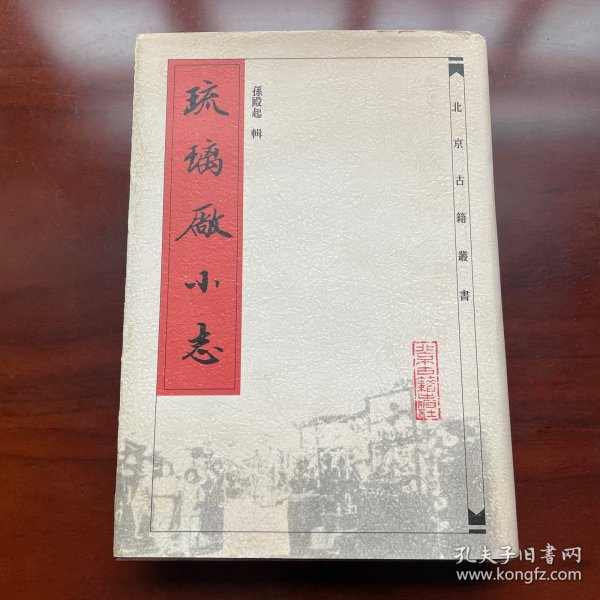 琉璃厰小志
孫殿起 輯
北京古籍叢書
北京古籍出版社
孔夫子旧書网
www.kongfz.com